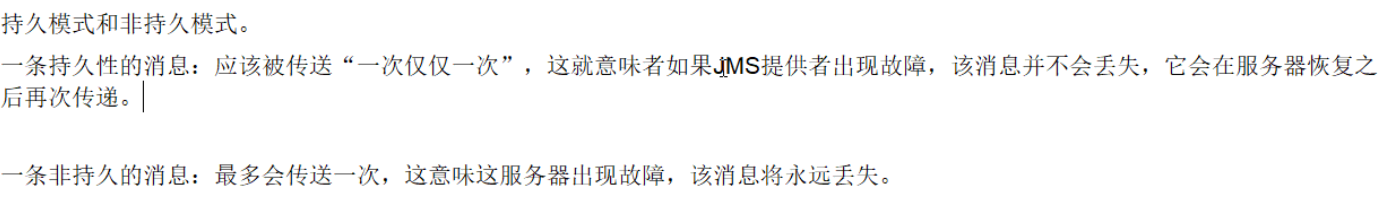 持久模式和非持久模式。
一条持久性的消息：应该被传送“一次仅仅一次”，这就意味者如果JMS提供者出现故障，该消息并不会丢失，它会在服务器恢复之
后再次传递。
一条非持久的消息：最多会传送一次，这意味这服务器出现故障，该消息将永远丢失。